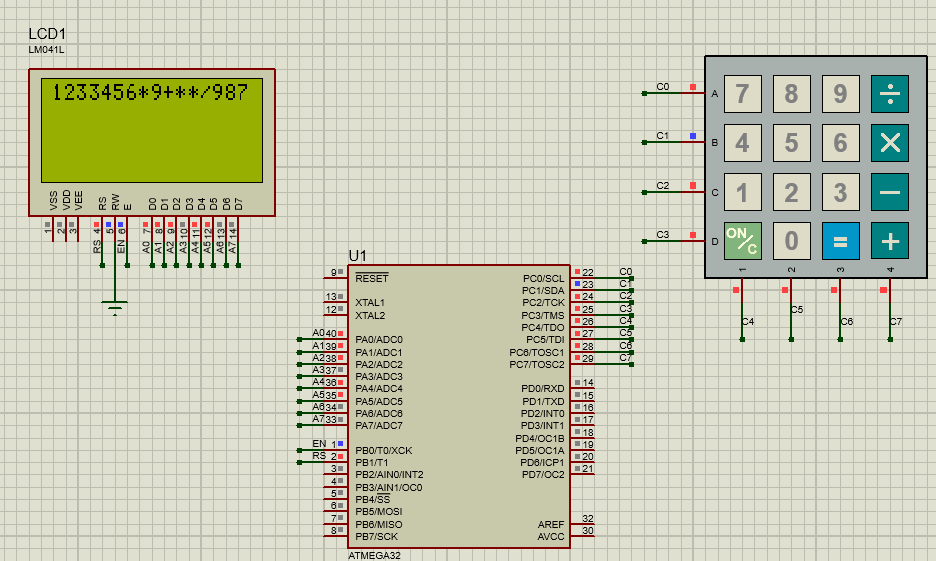 LCD1
LM041L
1233456*9+**/987
VSS VDD VEE RS RW E D0 D1 D2 D3 D4 D5 D6 D7
1 2 3 4 5 6 7 8 9 10 11 12 13 14
RS EN A0 A1 A2 A3 A4 A5 A6 A7
C0 A 7 8 9 ÷
C1 B 4 5 6 ×
C2 C 1 2 3 −
C3 D ON/C 0 = +
1 2 3 4
C4 C5 C6 C7
U1
9 RESET
13 XTAL1
12 XTAL2
A0 40 PA0/ADC0
A1 39 PA1/ADC1
A2 38 PA2/ADC2
A3 37 PA3/ADC3
A4 36 PA4/ADC4
A5 35 PA5/ADC5
A6 34 PA6/ADC6
A7 33 PA7/ADC7
EN 1 PB0/T0/XCK
RS 2 PB1/T1
3 PB2/AIN0/INT2
4 PB3/AIN1/OC0
5 PB4/SS
6 PB5/MOSI
7 PB6/MISO
8 PB7/SCK
PC0/SCL 22 C0
PC1/SDA 23 C1
PC2/TCK 24 C2
PC3/TMS 25 C3
PC4/TDO 26 C4
PC5/TDI 27 C5
PC6/TOSC1 28 C6
PC7/TOSC2 29 C7
PD0/RXD 14
PD1/TXD 15
PD2/INT0 16
PD3/INT1 17
PD4/OC1B 18
PD5/OC1A 19
PD6/ICP1 20
PD7/OC2 21
AREF 32
AVCC 30
ATMEGA32